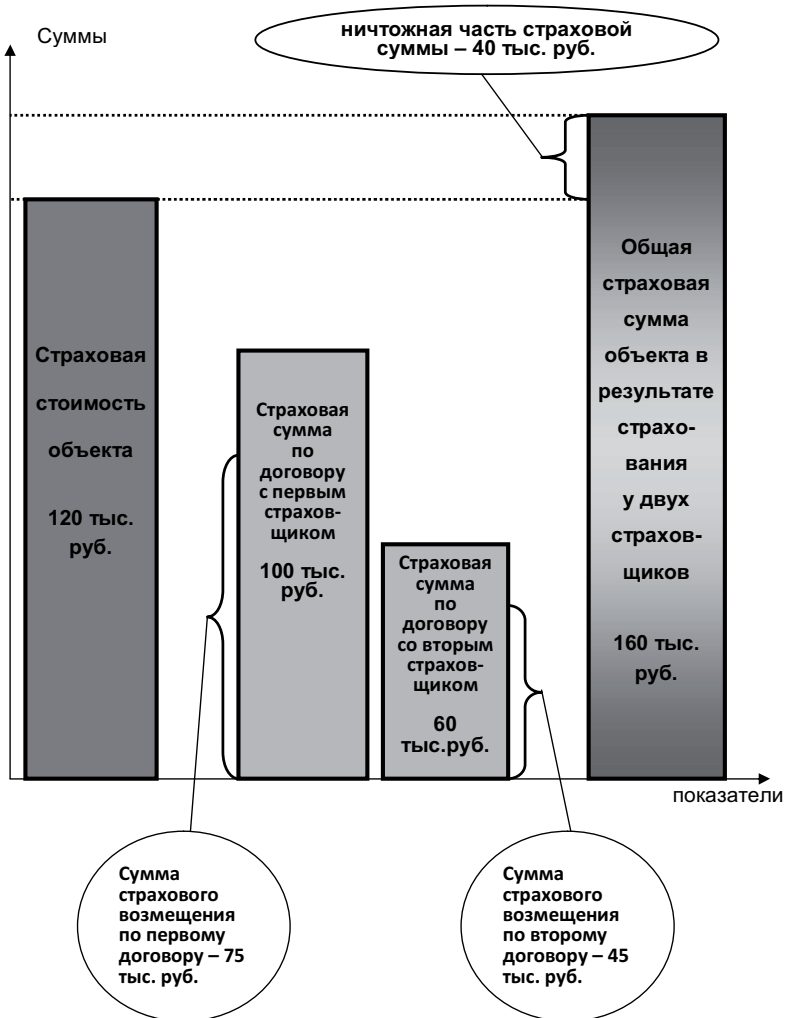 Суммы
ничтожная часть страховой
суммы – 40 тыс. руб.
Страховая
стоимость
объекта
120 тыс.
руб.
Страховая
сумма
по
договору
с первым
страхов-
щиком
100 тыс.
руб.
Страховая
сумма
по
договору
со вторым
страхов-
щиком
60
тыс.руб.
Общая
страховая
сумма
объекта в
результате
страхо-
вания
у двух
страхов-
щиков
160 тыс.
руб.
показатели
Сумма
страхового
возмещения
по первому
договору – 75
тыс. руб.
Сумма
страхового
возмещения
по второму
договору – 45
тыс. руб.